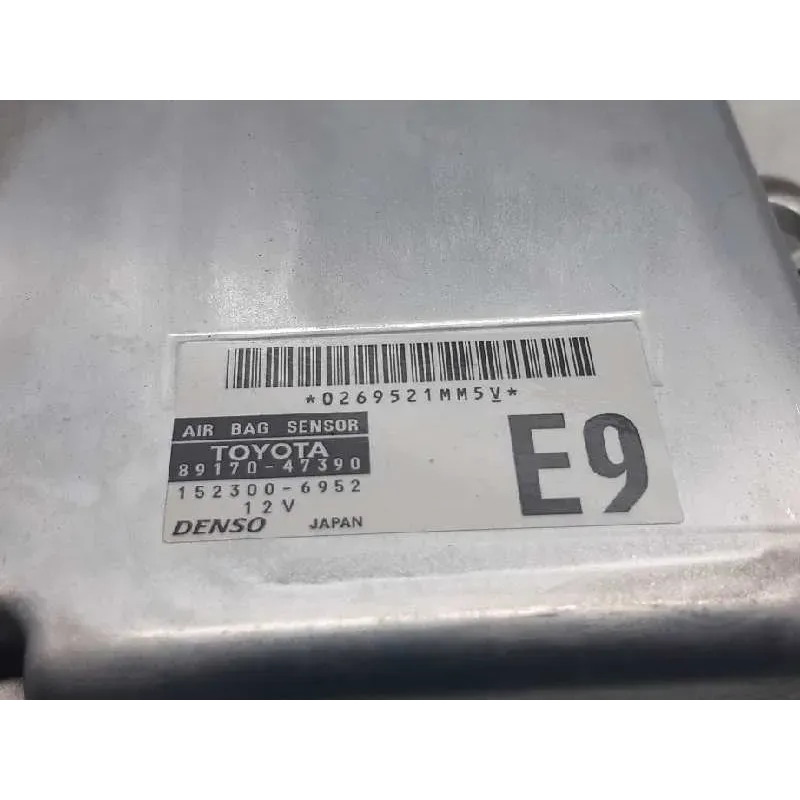 *0269521MM5V*
AIR BAG SENSOR
TOYOTA
89170-47390
152300-6952
12V
DENSO JAPAN
E9